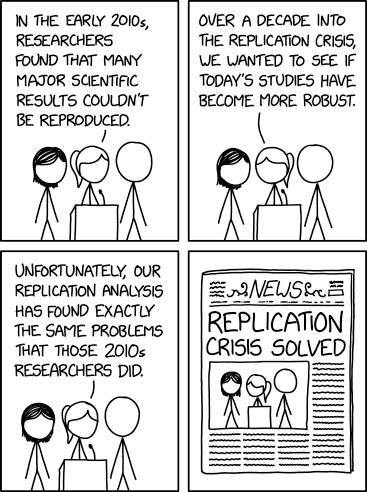 IN THE EARLY 2010s,
RESEARCHERS
FOUND THAT MANY
MAJOR SCIENTIFIC
RESULTS COULDN'T
BE REPRODUCED.
OVER A DECADE INTO
THE REPLICATION CRISIS,
WE WANTED TO SEE IF
TODAY'S STUDIES HAVE
BECOME MORE ROBUST.
UNFORTUNATELY, OUR
REPLICATION ANALYSIS
HAS FOUND EXACTLY
THE SAME PROBLEMS
THAT THOSE 2010s
RESEARCHERS DID.
NEWS
REPLICATION
CRISIS SOLVED